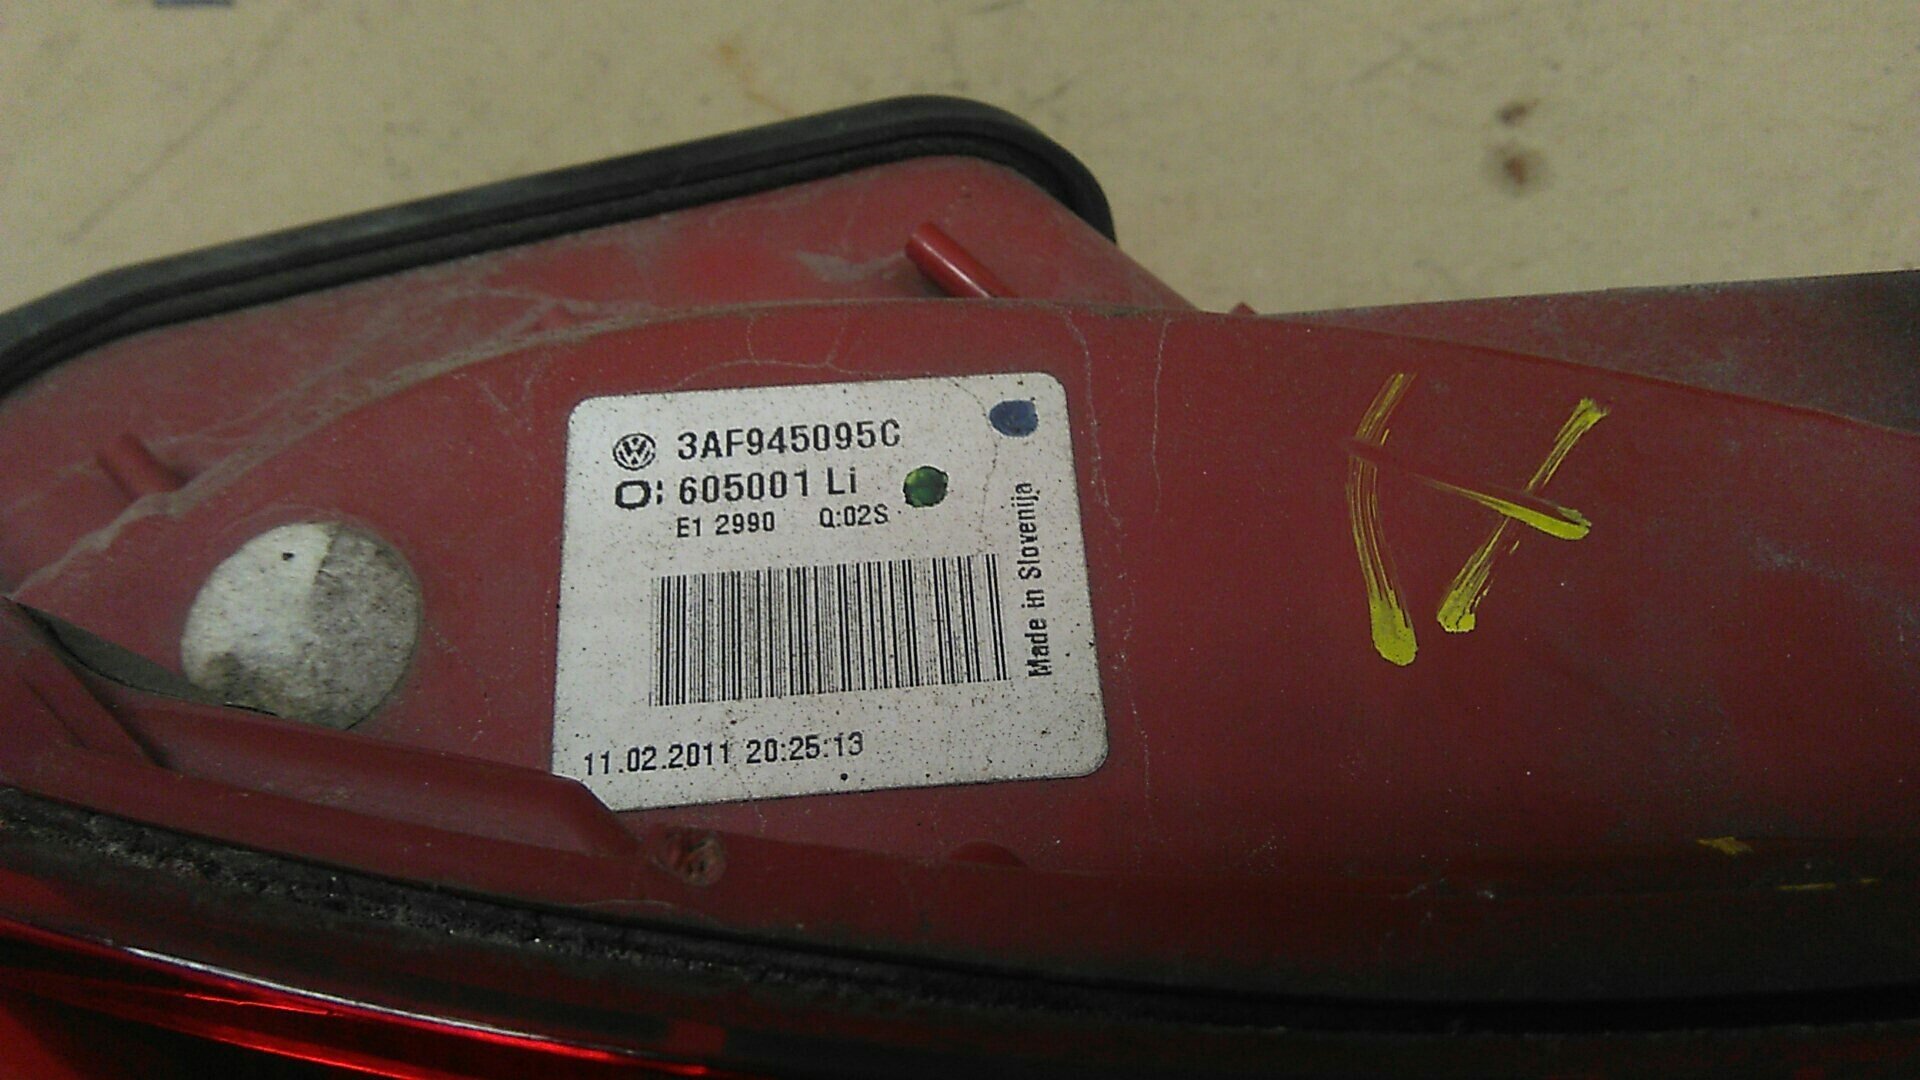 3AF945095C
O: 605001 Li
E1 2990 Q:02S
Made in Slovenija
11.02.2011 20:25:13